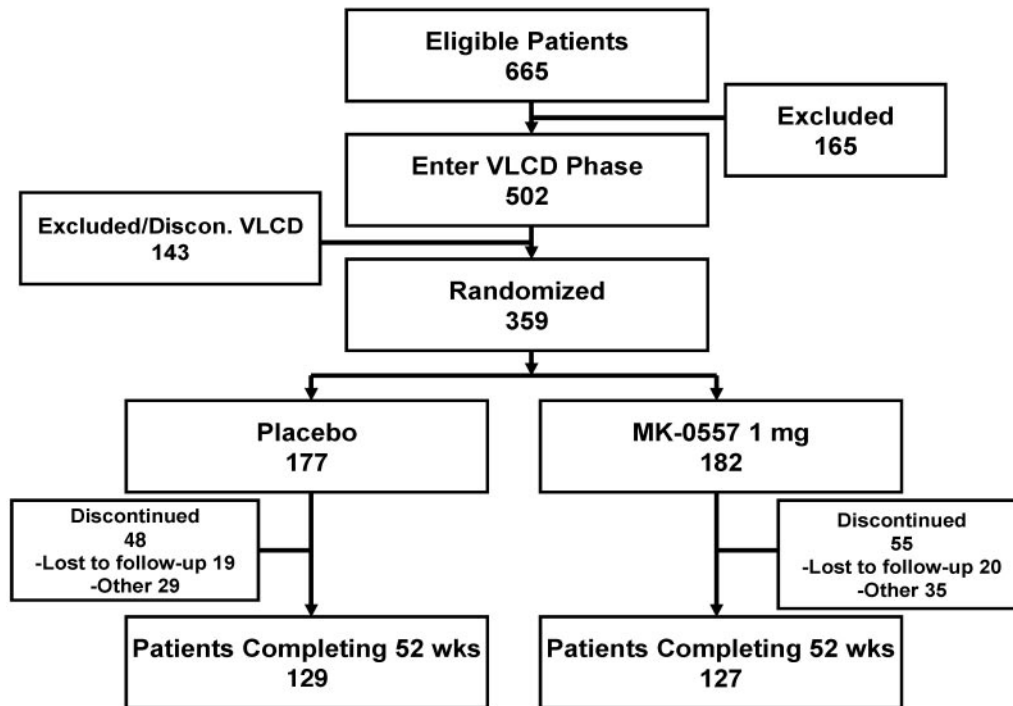 Eligible Patients
665
Excluded
165
Enter VLCD Phase
502
Excluded/Discon. VLCD
143
Randomized
359
Placebo
177
MK-0557 1 mg
182
Discontinued
48
-Lost to follow-up 19
-Other 29
Discontinued
55
-Lost to follow-up 20
-Other 35
Patients Completing 52 wks
129
Patients Completing 52 wks
127